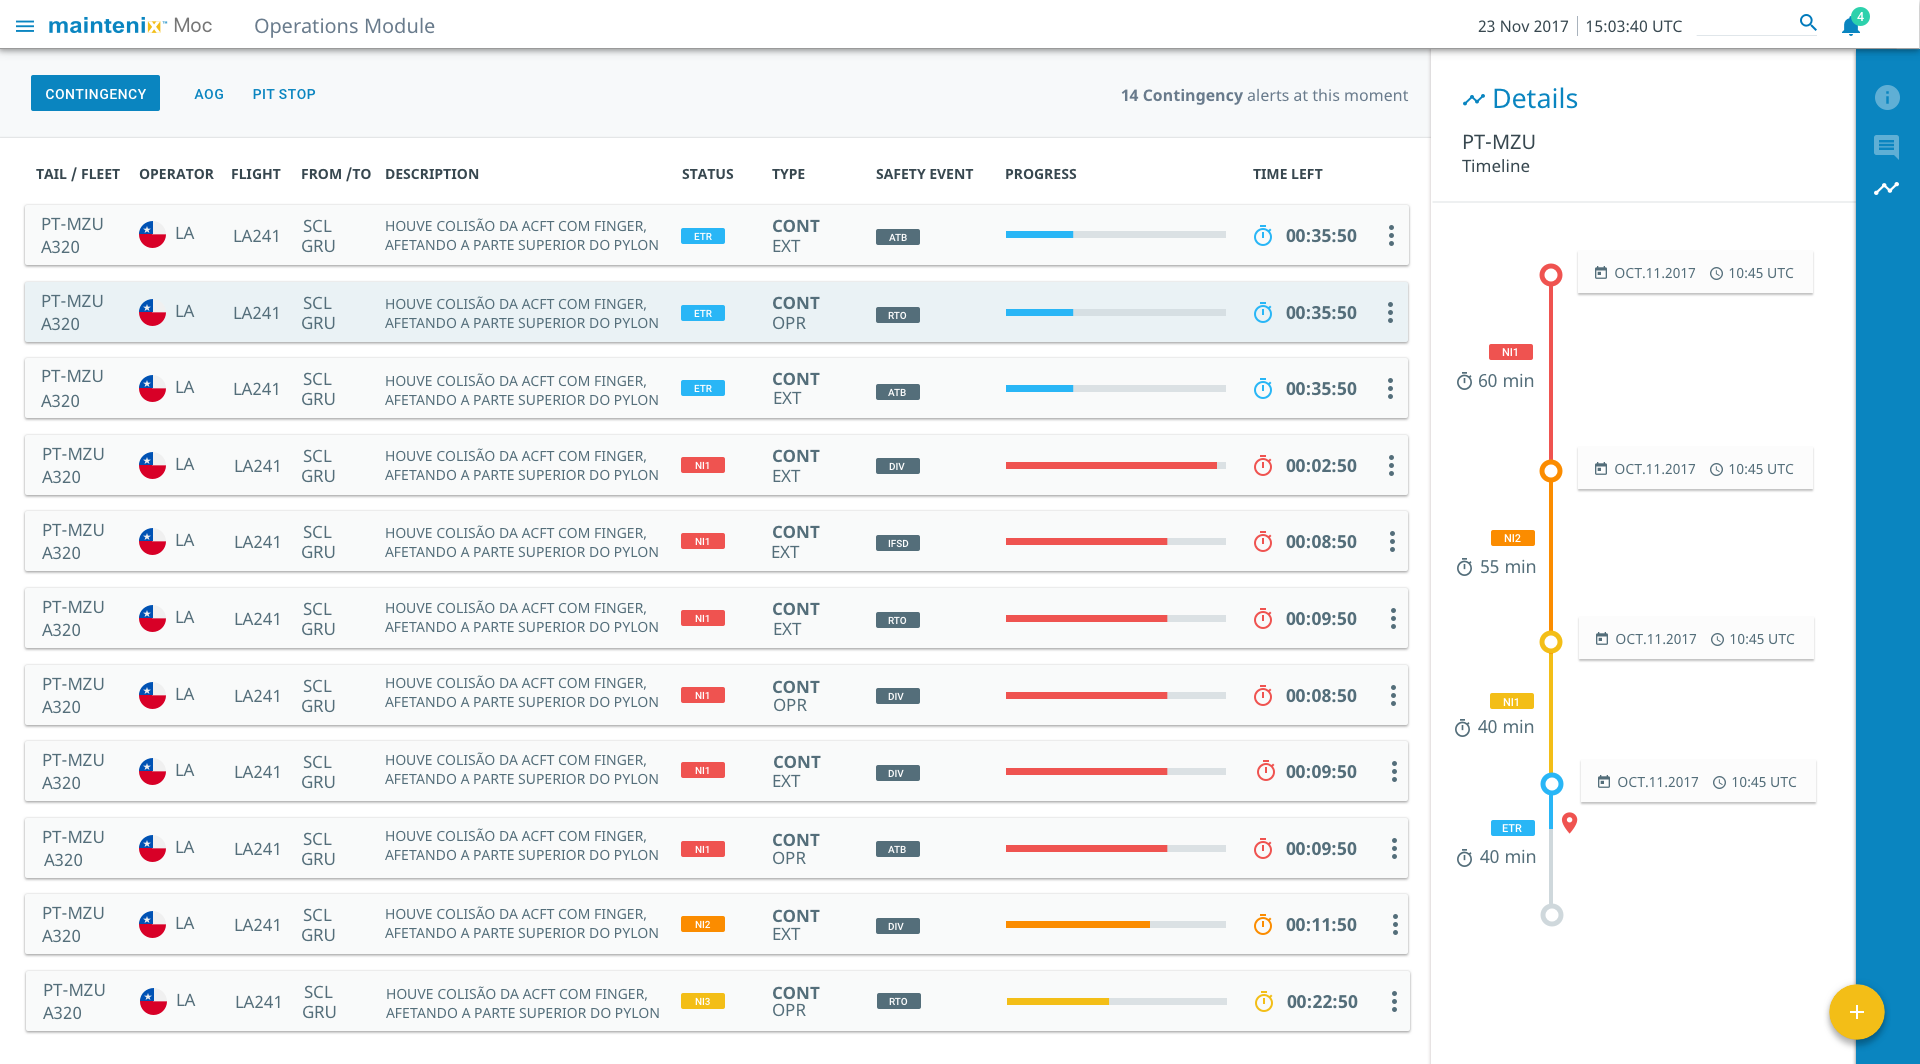 maintenix™ Moc
Operations Module
23 Nov 2017 | 15:03:40 UTC
4
CONTINGENCY
AOG
PIT STOP
14 Contingency alerts at this moment
TAIL / FLEET OPERATOR FLIGHT FROM /TO DESCRIPTION STATUS TYPE SAFETY EVENT PROGRESS TIME LEFT
PT-MZU LA LA241 SCL HOUVE COLISÃO DA ACFT COM FINGER, ETR CONT ATB 00:35:50
A320 GRU AFETANDO A PARTE SUPERIOR DO PYLON EXT
PT-MZU LA LA241 SCL HOUVE COLISÃO DA ACFT COM FINGER, ETR CONT RTO 00:35:50
A320 GRU AFETANDO A PARTE SUPERIOR DO PYLON OPR
PT-MZU LA LA241 SCL HOUVE COLISÃO DA ACFT COM FINGER, ETR CONT ATB 00:35:50
A320 GRU AFETANDO A PARTE SUPERIOR DO PYLON EXT
PT-MZU LA LA241 SCL HOUVE COLISÃO DA ACFT COM FINGER, NI1 CONT DIV 00:02:50
A320 GRU AFETANDO A PARTE SUPERIOR DO PYLON EXT
PT-MZU LA LA241 SCL HOUVE COLISÃO DA ACFT COM FINGER, NI1 CONT IFSD 00:08:50
A320 GRU AFETANDO A PARTE SUPERIOR DO PYLON EXT
PT-MZU LA LA241 SCL HOUVE COLISÃO DA ACFT COM FINGER, NI1 CONT RTO 00:09:50
A320 GRU AFETANDO A PARTE SUPERIOR DO PYLON EXT
PT-MZU LA LA241 SCL HOUVE COLISÃO DA ACFT COM FINGER, NI1 CONT DIV 00:08:50
A320 GRU AFETANDO A PARTE SUPERIOR DO PYLON OPR
PT-MZU LA LA241 SCL HOUVE COLISÃO DA ACFT COM FINGER, NI1 CONT DIV 00:09:50
A320 GRU AFETANDO A PARTE SUPERIOR DO PYLON EXT
PT-MZU LA LA241 SCL HOUVE COLISÃO DA ACFT COM FINGER, NI1 CONT ATB 00:09:50
A320 GRU AFETANDO A PARTE SUPERIOR DO PYLON OPR
PT-MZU LA LA241 SCL HOUVE COLISÃO DA ACFT COM FINGER, NI2 CONT DIV 00:11:50
A320 GRU AFETANDO A PARTE SUPERIOR DO PYLON EXT
PT-MZU LA LA241 SCL HOUVE COLISÃO DA ACFT COM FINGER, NI3 CONT RTO 00:22:50
A320 GRU AFETANDO A PARTE SUPERIOR DO PYLON OPR
Details
PT-MZU
Timeline
OCT.11.2017 10:45 UTC
NI1
60 min
OCT.11.2017 10:45 UTC
NI2
55 min
OCT.11.2017 10:45 UTC
NI1
40 min
OCT.11.2017 10:45 UTC
ETR
40 min